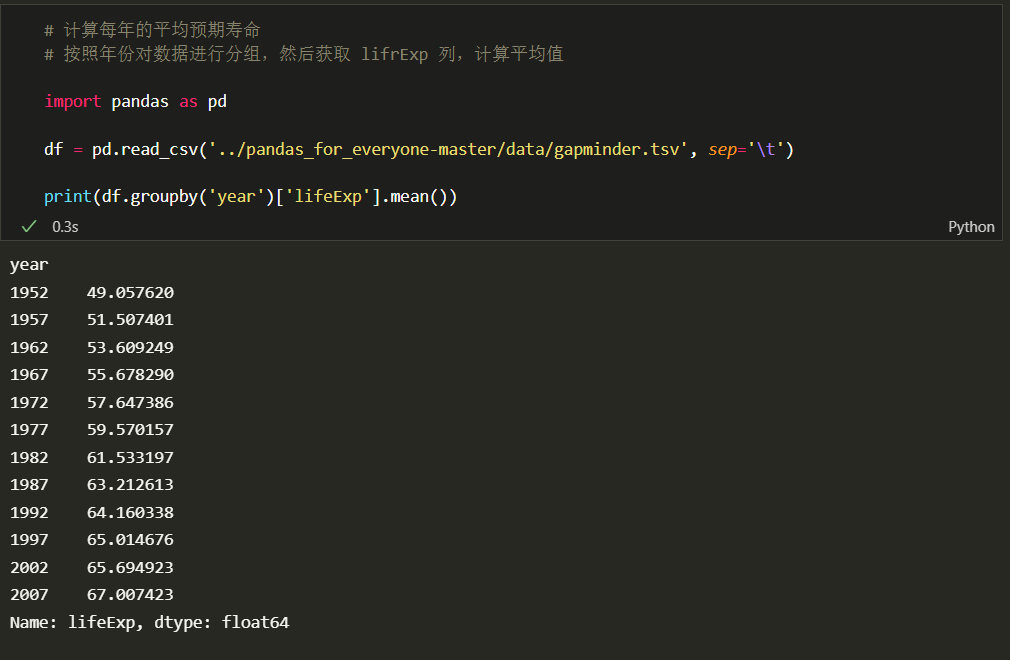 # 计算每年的平均预期寿命
# 按照年份对数据进行分组，然后获取 lifrExp 列，计算平均值
import pandas as pd
df = pd.read_csv('../pandas_for_everyone-master/data/gapminder.tsv', sep='\t')
print(df.groupby('year')['lifeExp'].mean())
✓ 0.3s Python
year
1952 49.057620
1957 51.507401
1962 53.609249
1967 55.678290
1972 57.647386
1977 59.570157
1982 61.533197
1987 63.212613
1992 64.160338
1997 65.014676
2002 65.694923
2007 67.007423
Name: lifeExp, dtype: float64